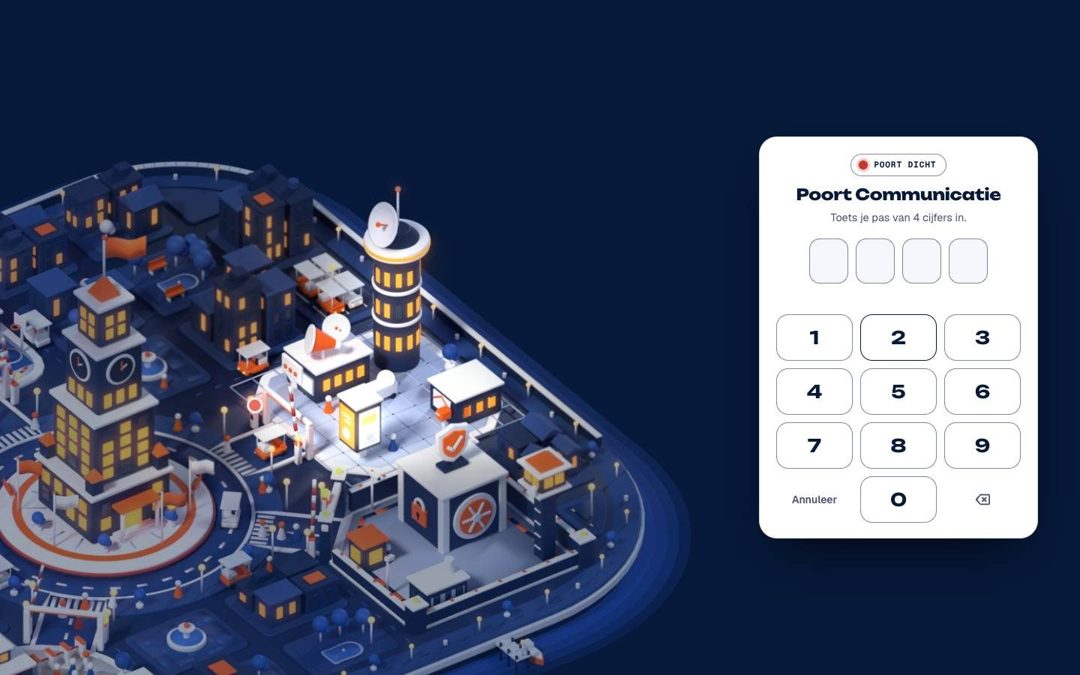 POORT DICHT
Poort Communicatie
Toets je pas van 4 cijfers in.
1 2 3
4 5 6
7 8 9
Annuleer 0